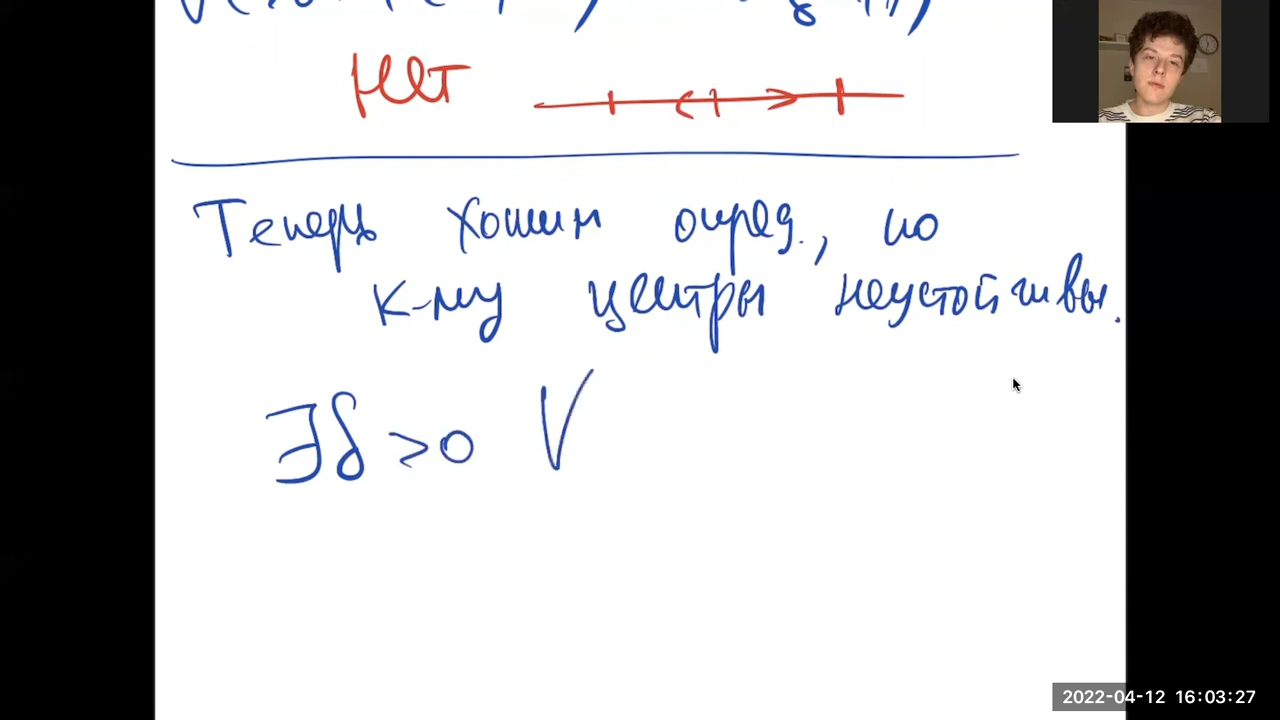 Нет
Теперь хотим опред., по
к-му центры неустойчивы.
∃δ >0 ∀
2022-04-12 16:03:27